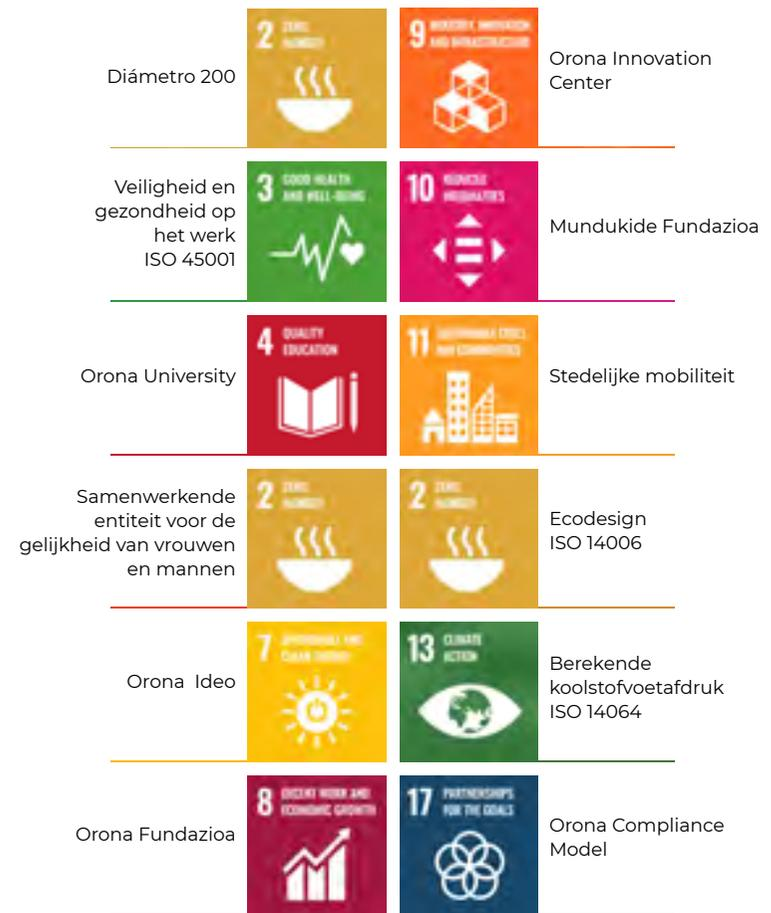 Diámetro 200
2 ZERO
HUNGER
9 INDUSTRY, INNOVATION
AND INFRASTRUCTURE
Orona Innovation
Center
Veiligheid en
gezondheid op
het werk
ISO 45001
3 GOOD HEALTH
AND WELL-BEING
10 REDUCED
INEQUALITIES
Mundukide Fundazioa
Orona University
4 QUALITY
EDUCATION
11 SUSTAINABLE CITIES
AND COMMUNITIES
Stedelijke mobiliteit
Samenwerkende
entiteit voor de
gelijkheid van vrouwen
en mannen
2 ZERO
HUNGER
2 ZERO
HUNGER
Ecodesign
ISO 14006
Orona Ideo
7 AFFORDABLE AND
CLEAN ENERGY
13 CLIMATE
ACTION
Berekende
koolstofvoetafdruk
ISO 14064
Orona Fundazioa
8 DECENT WORK AND
ECONOMIC GROWTH
17 PARTNERSHIPS
FOR THE GOALS
Orona Compliance
Model